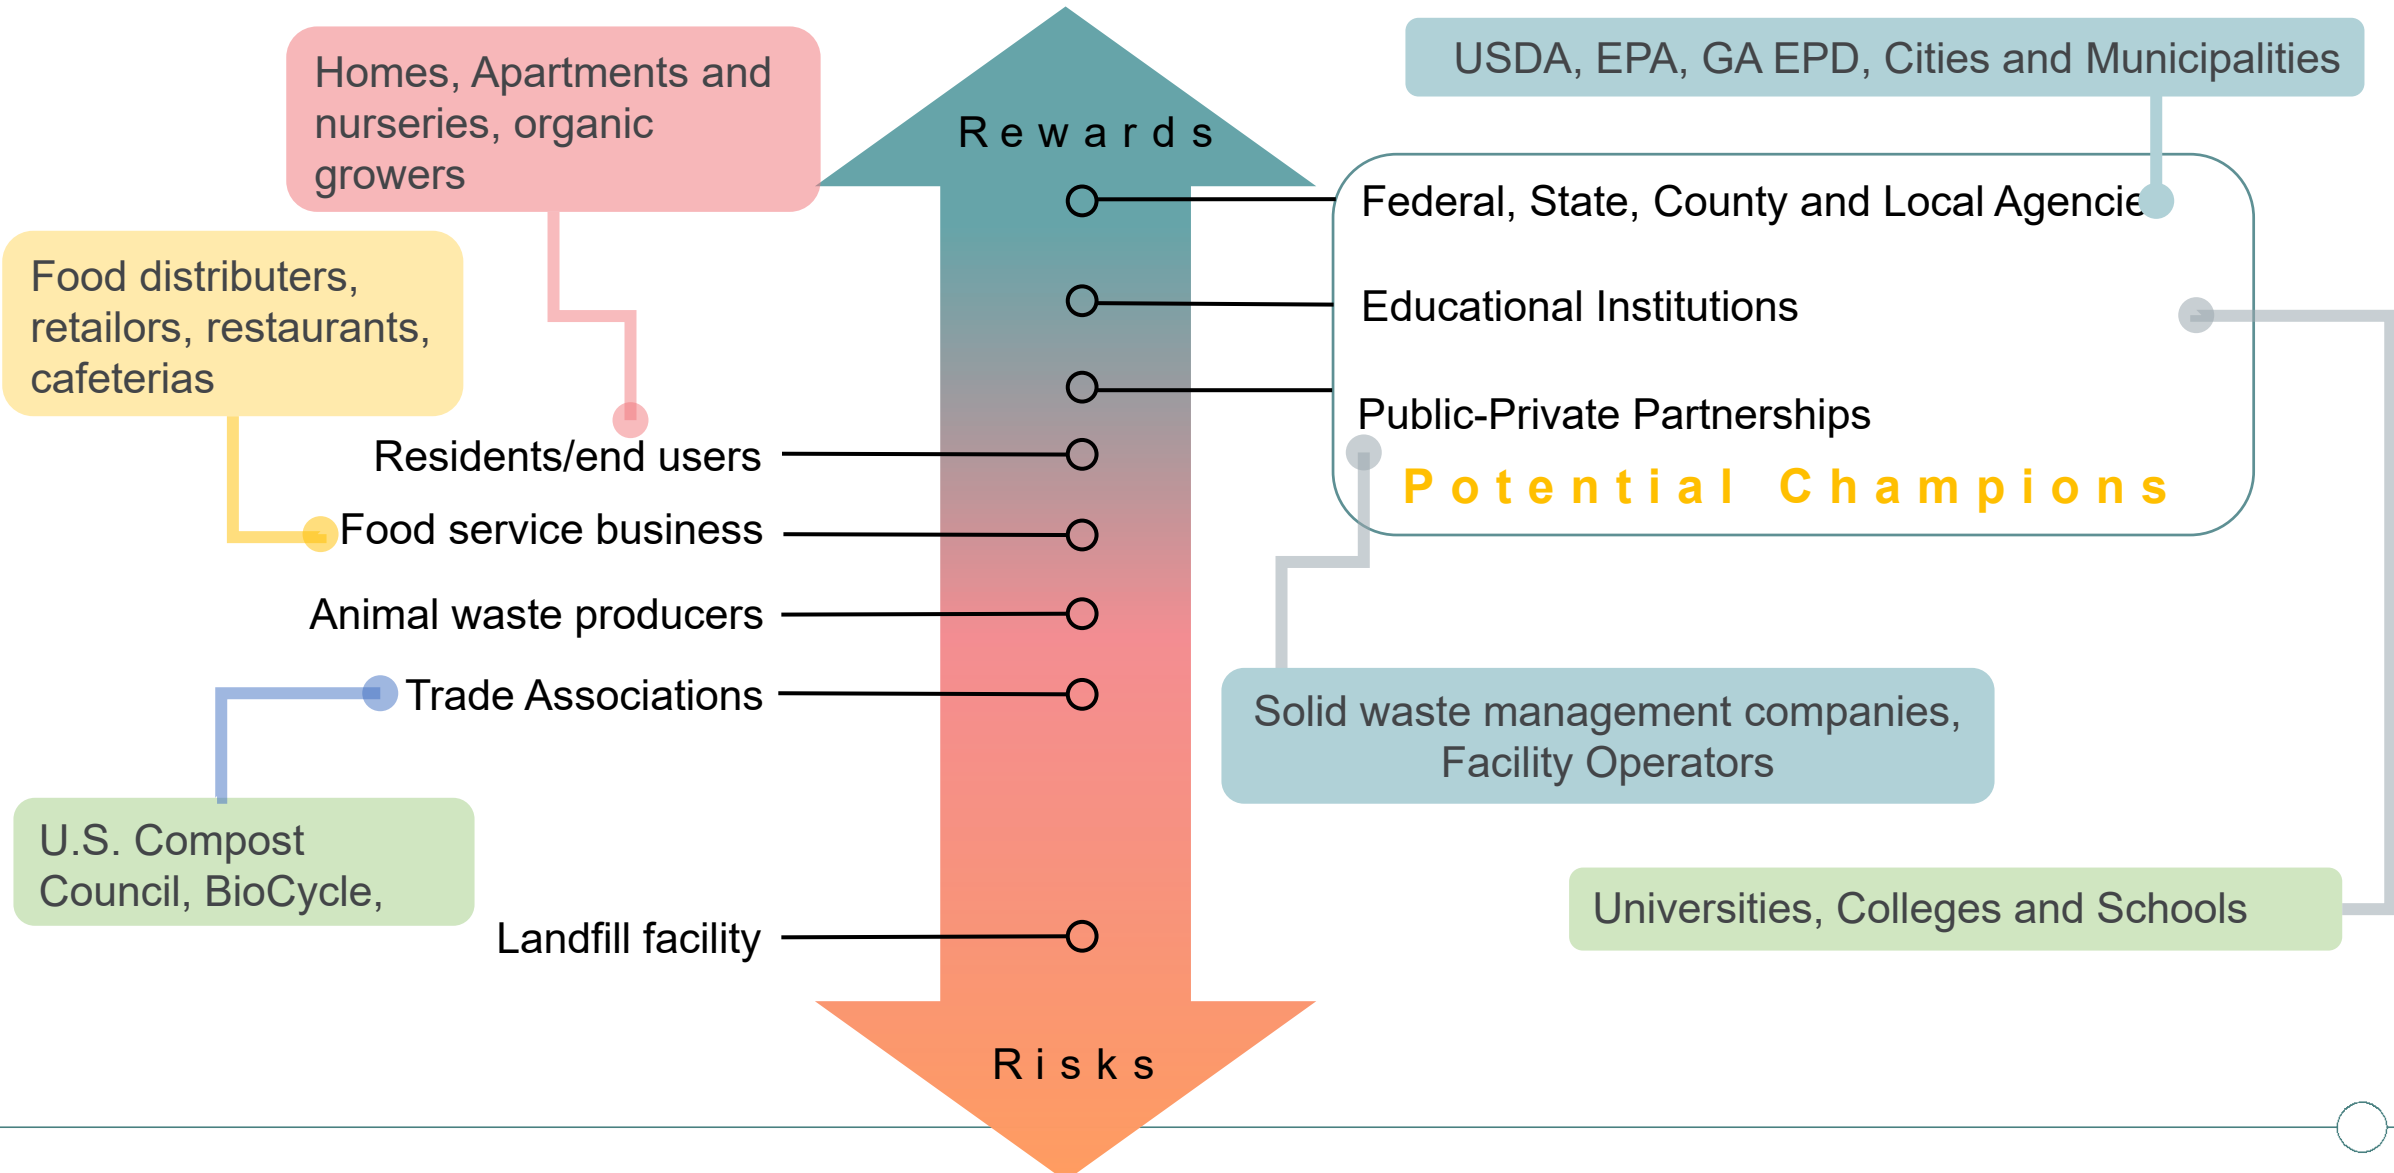 Homes, Apartments and
nurseries, organic
growers
Food distributers,
retailors, restaurants,
cafeterias
Residents/end users
Food service business
Animal waste producers
Trade Associations
U.S. Compost
Council, BioCycle,
Landfill facility
Rewards
Risks
USDA, EPA, GA EPD, Cities and Municipalities
Federal, State, County and Local Agencie
Educational Institutions
Public-Private Partnerships
Potential Champions
Solid waste management companies,
Facility Operators
Universities, Colleges and Schools